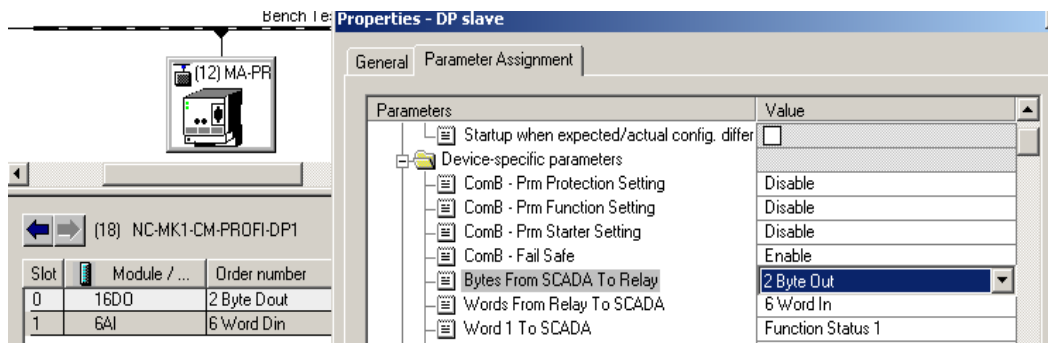 Bench Te
Properties - DP slave
(12) MA-PR
General
Parameter Assignment
Parameters
Value
Startup when expected/actual config. differ
Device-specific parameters
ComB - Prm Protection Setting
Disable
ComB - Prm Function Setting
Disable
ComB - Prm Starter Setting
Disable
ComB - Fail Safe
Enable
Bytes From SCADA To Relay
2 Byte Out
Words From Relay To SCADA
6 Word In
Word 1 To SCADA
Function Status 1
(18) NC-MK1-CM-PROFI-DP1
Slot
Module / ...
Order number
0
16DO
2 Byte Dout
1
6AI
6 Word Din